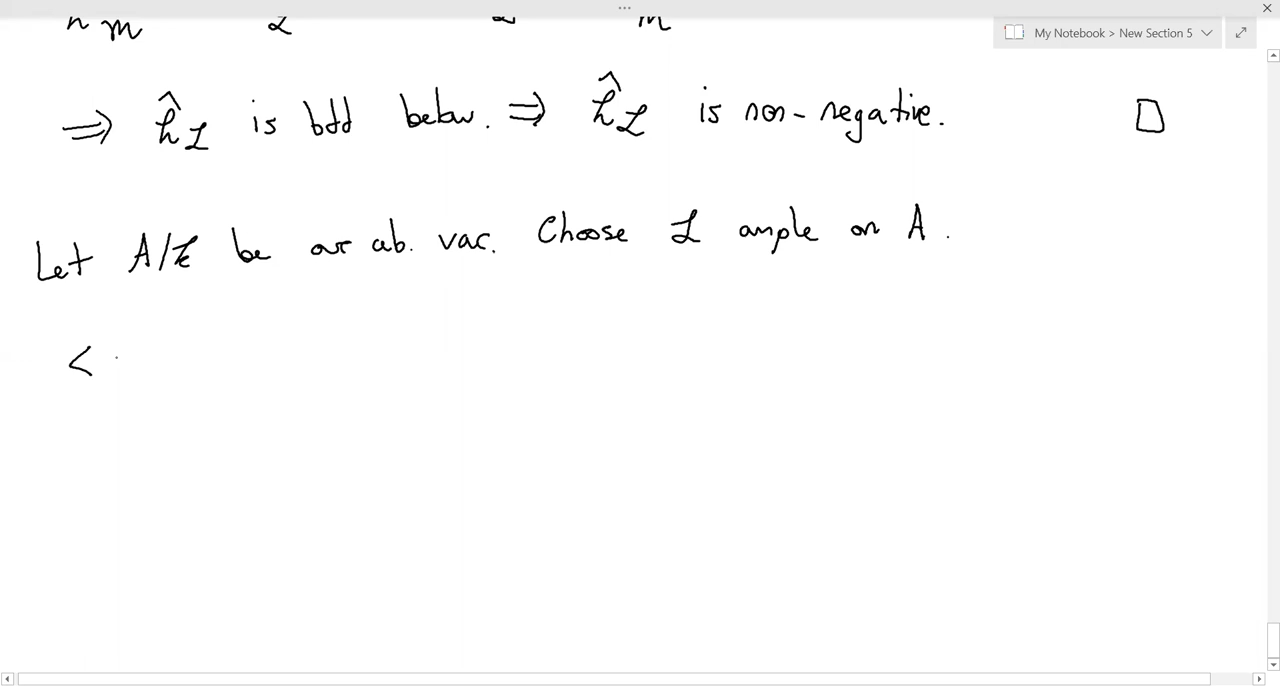 My Notebook > New Section 5
n m L L m
⇒ ĥ_L is bdd below. ⇒ ĥ_L is non-negative. □
Let A/k be our ab. var. Choose L ample on A.
< .